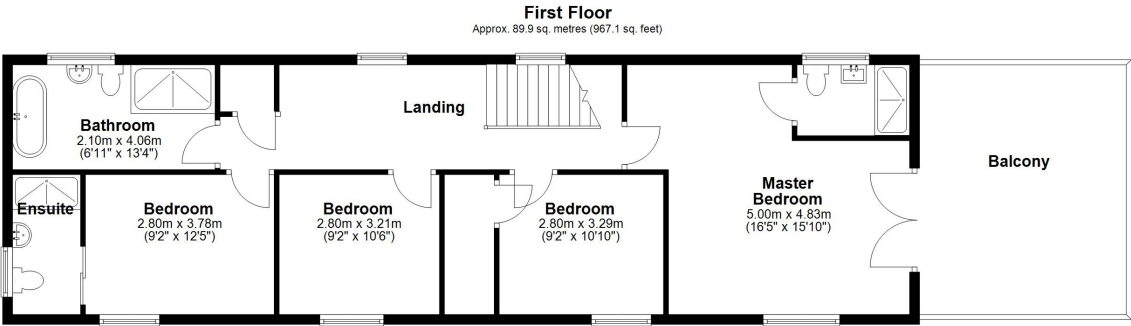 First Floor
Approx. 89.9 sq. metres (967.1 sq. feet)
Landing
Bathroom
2.10m x 4.06m
(6'11" x 13'4")
Balcony
Master
Bedroom
5.00m x 4.83m
(16'5" x 15'10")
Ensuite
Bedroom
2.80m x 3.78m
(9'2" x 12'5")
Bedroom
2.80m x 3.21m
(9'2" x 10'6")
Bedroom
2.80m x 3.29m
(9'2" x 10'10")